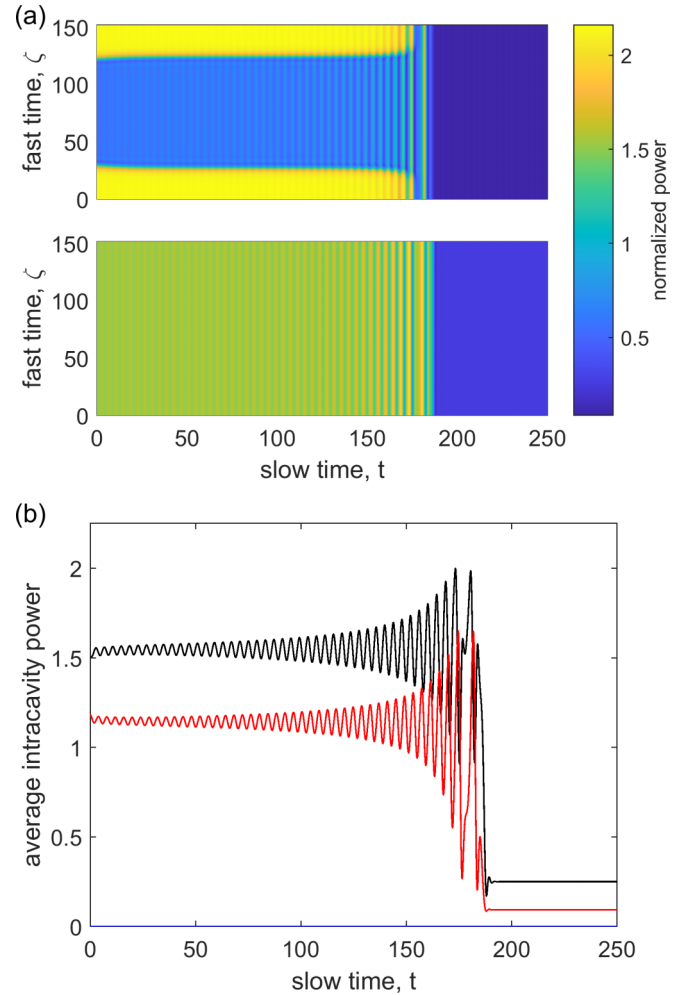 (a)
150
100
50
0
fast time, ζ
2
1.5
1
0.5
normalized power
150
100
50
0
fast time, ζ
0 50 100 150 200 250
slow time, t
(b)
2
1.5
1
0.5
0
average intracavity power
0 50 100 150 200 250
slow time, t